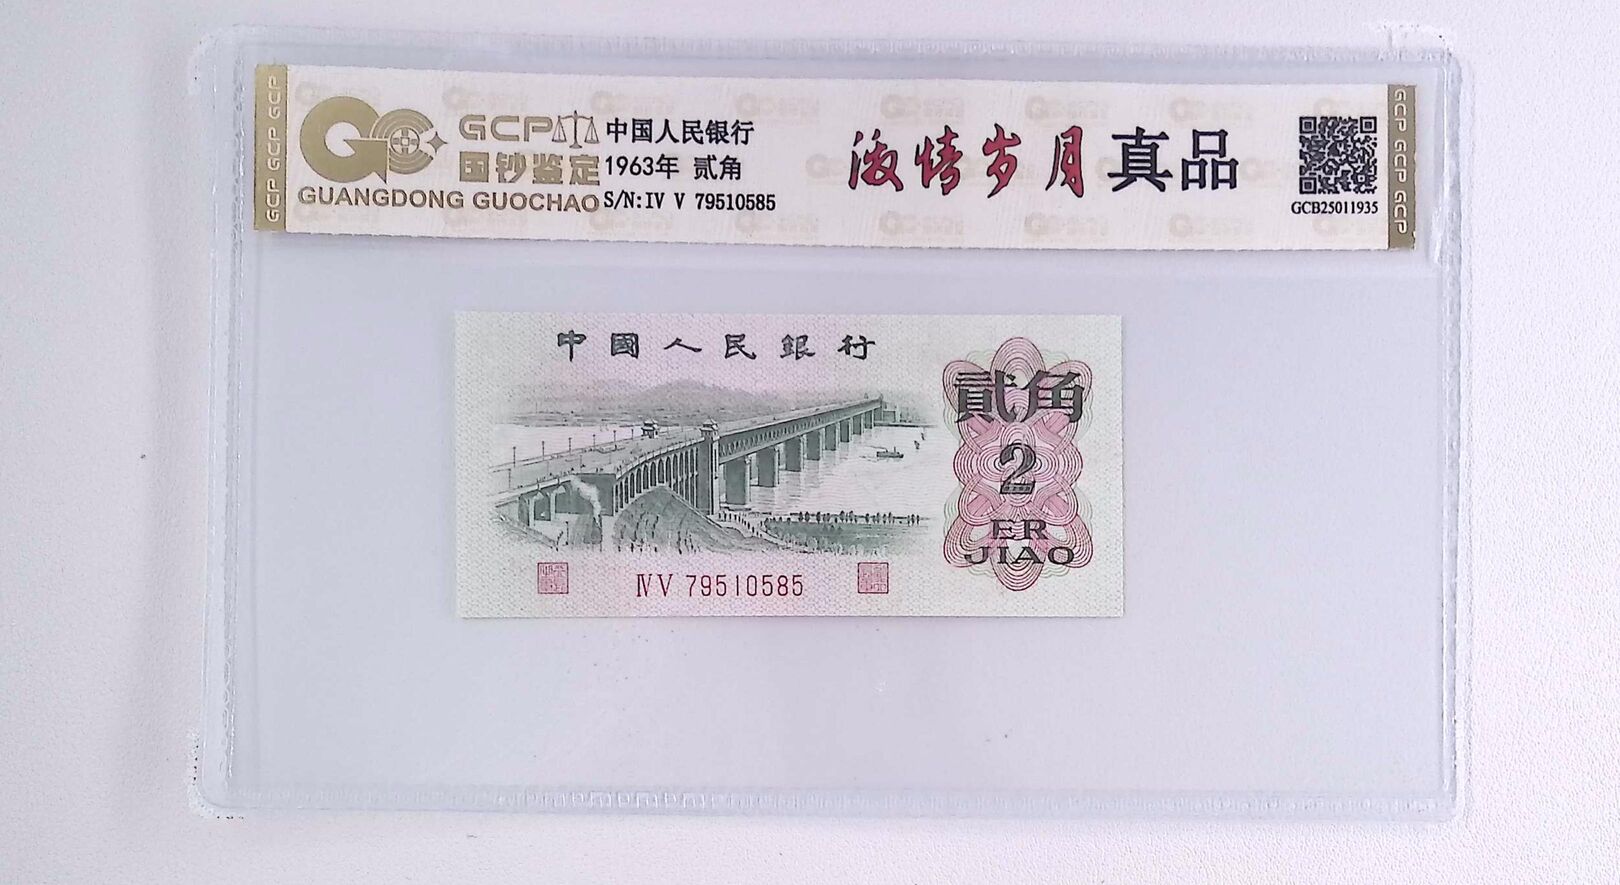 GCP GCP GCP
GCP
国钞鉴定
GUANGDONG GUOCHAO
中国人民银行
1963年 贰角
S/N:IV V 79510585
激情岁月 真品
GCB25011935
GCP GCP GCP
中國人民銀行
貳角
2
ER
JIAO
ⅣⅤ 79510585